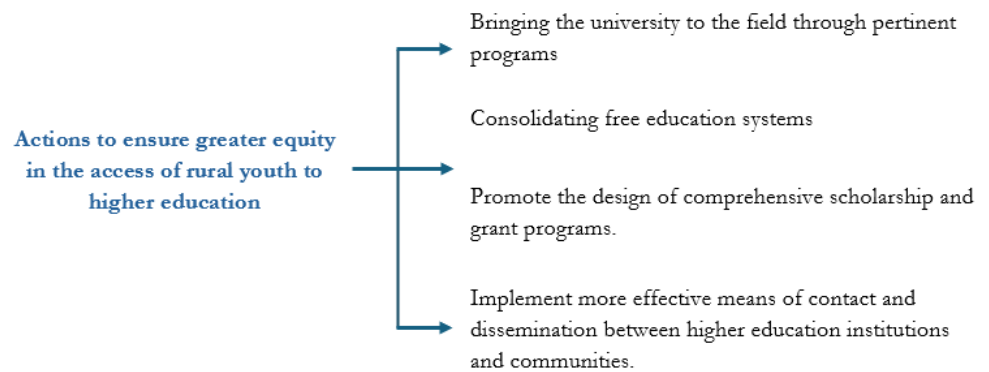 Actions to ensure greater equity
in the access of rural youth to
higher education
Bringing the university to the field through pertinent
programs
Consolidating free education systems
Promote the design of comprehensive scholarship and
grant programs.
Implement more effective means of contact and
dissemination between higher education institutions
and communities.